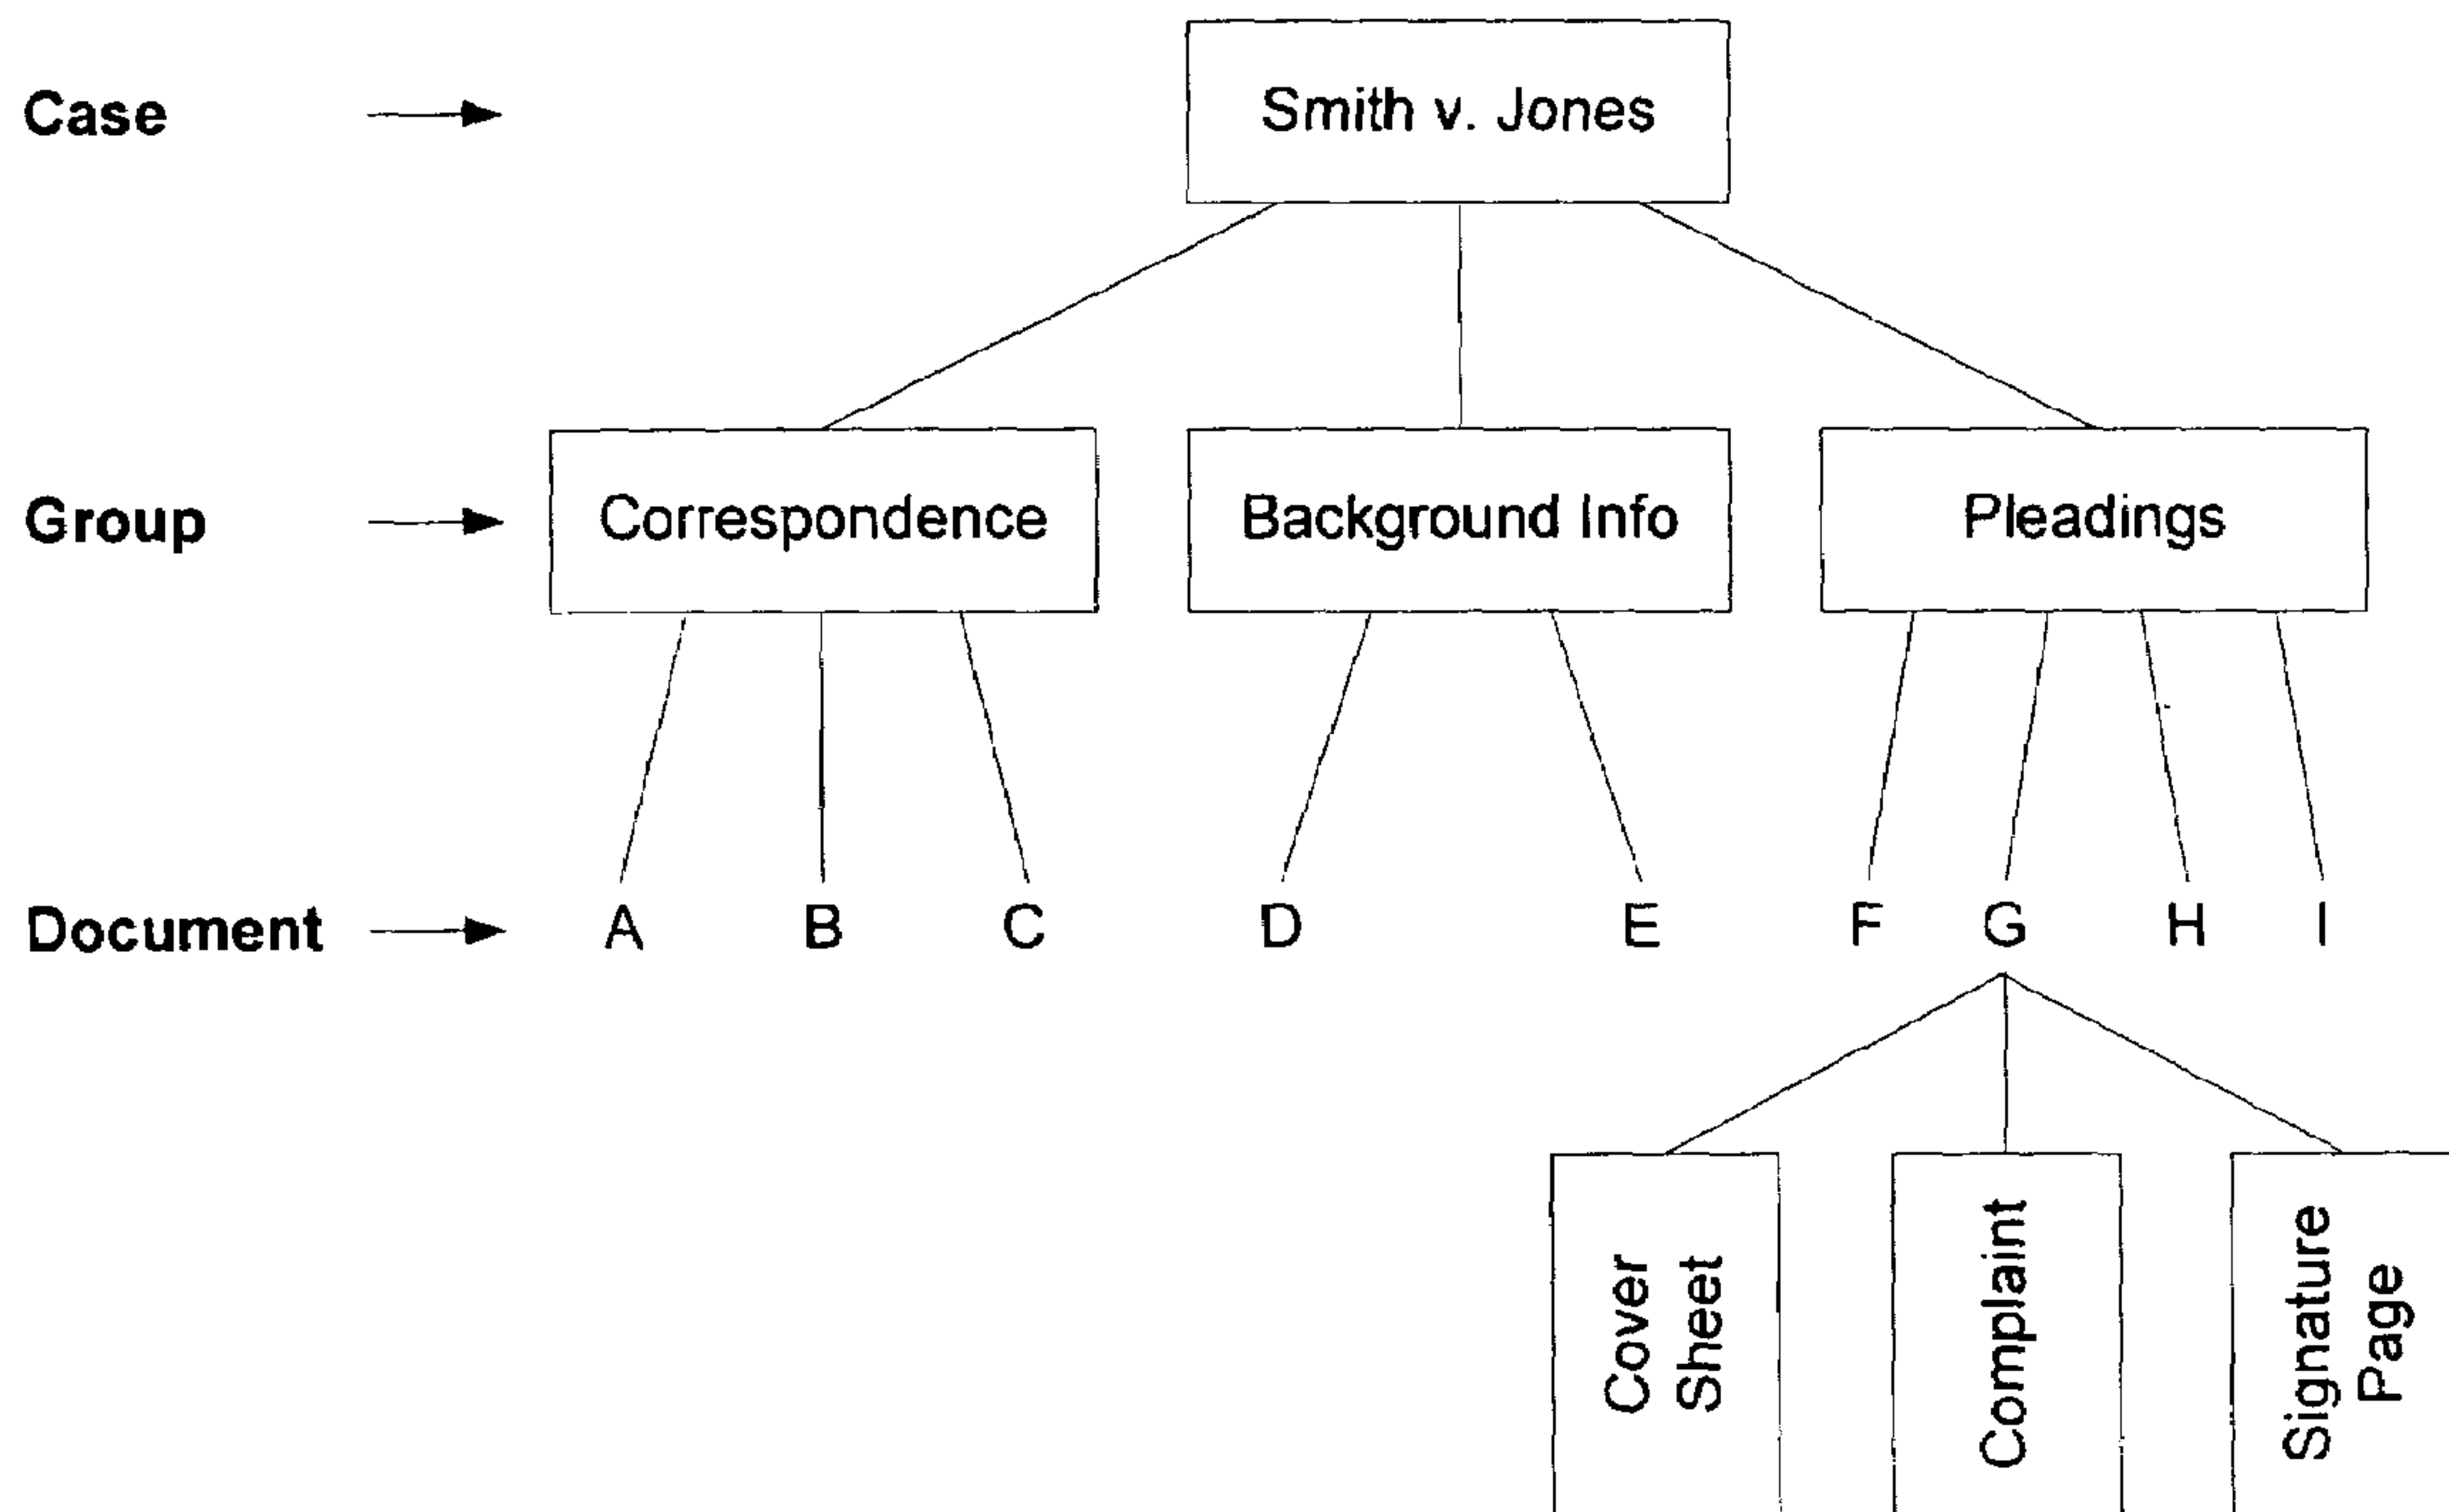 Case
Smith v. Jones
Group
Correspondence
Background Info
Pleadings
Document
A
B
C
D
E
F
G
H
I
Cover
Sheet
Complaint
Signature
Page